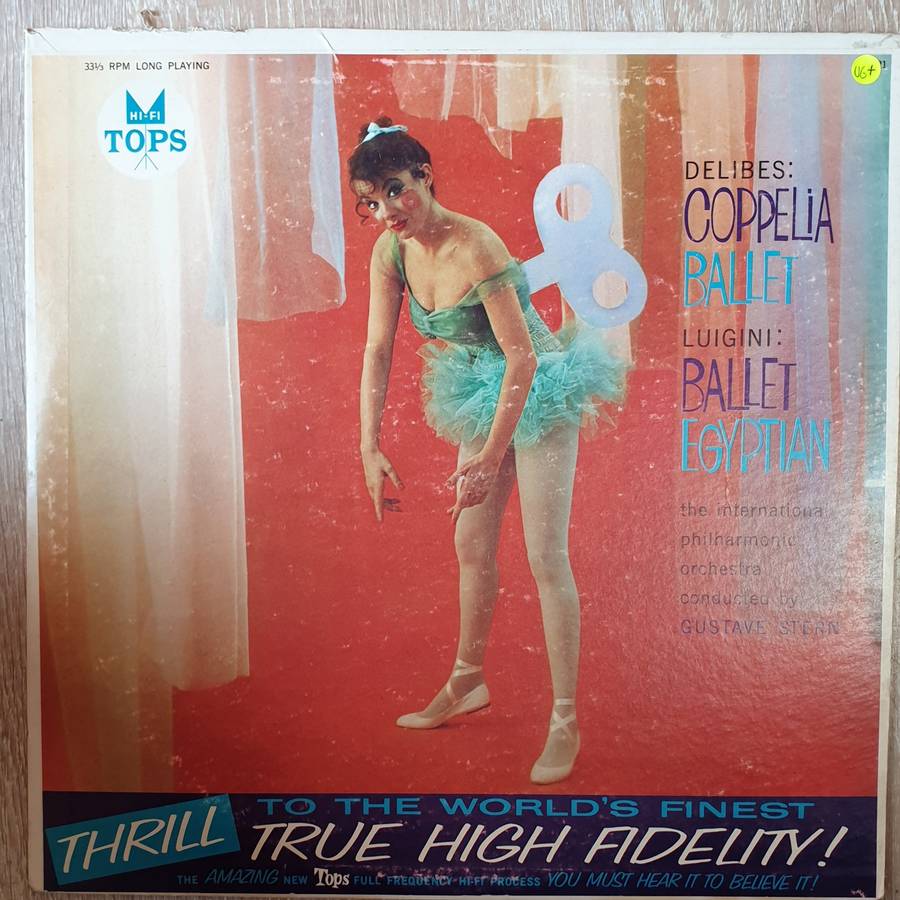 33⅓ RPM LONG PLAYING
HI-FI
TOPS
VG+
DELIBES:
COPPELIA
BALLET
LUIGINI:
BALLET
EGYPTIAN
the international
philharmonic
orchestra
conducted by
GUSTAVE STERN
THRILL TO THE WORLD'S FINEST
TRUE HIGH FIDELITY!
THE AMAZING NEW Tops FULL FREQUENCY HI-FI PROCESS YOU MUST HEAR IT TO BELIEVE IT!